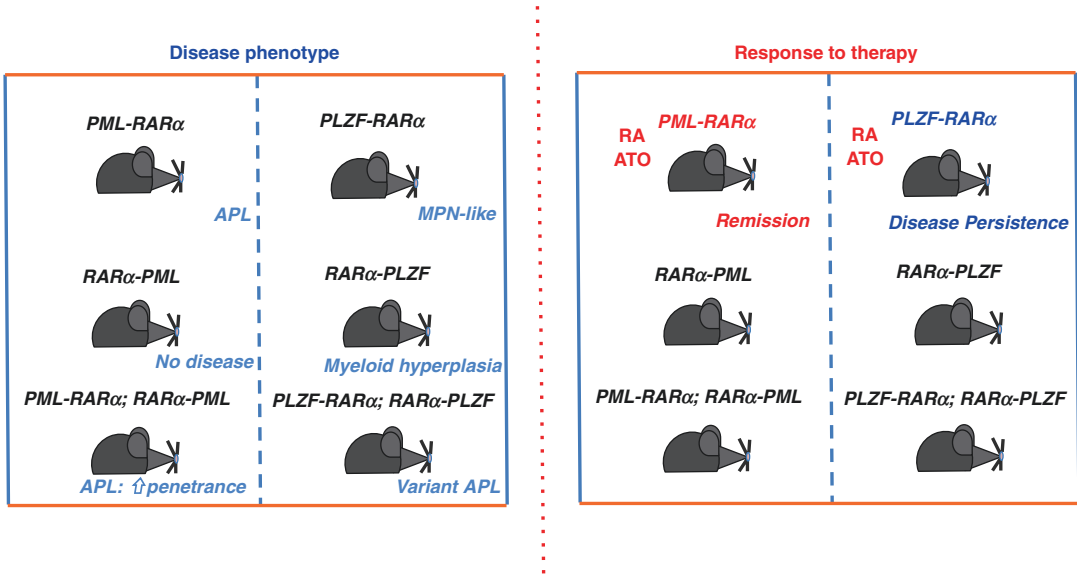 Disease phenotype
PML-RARα
PLZF-RARα
APL
MPN-like
RARα-PML
RARα-PLZF
No disease
Myeloid hyperplasia
PML-RARα; RARα-PML
PLZF-RARα; RARα-PLZF
APL: ⇧penetrance
Variant APL
Response to therapy
RA
ATO
PML-RARα
RA
ATO
PLZF-RARα
Remission
Disease Persistence
RARα-PML
RARα-PLZF
PML-RARα; RARα-PML
PLZF-RARα; RARα-PLZF